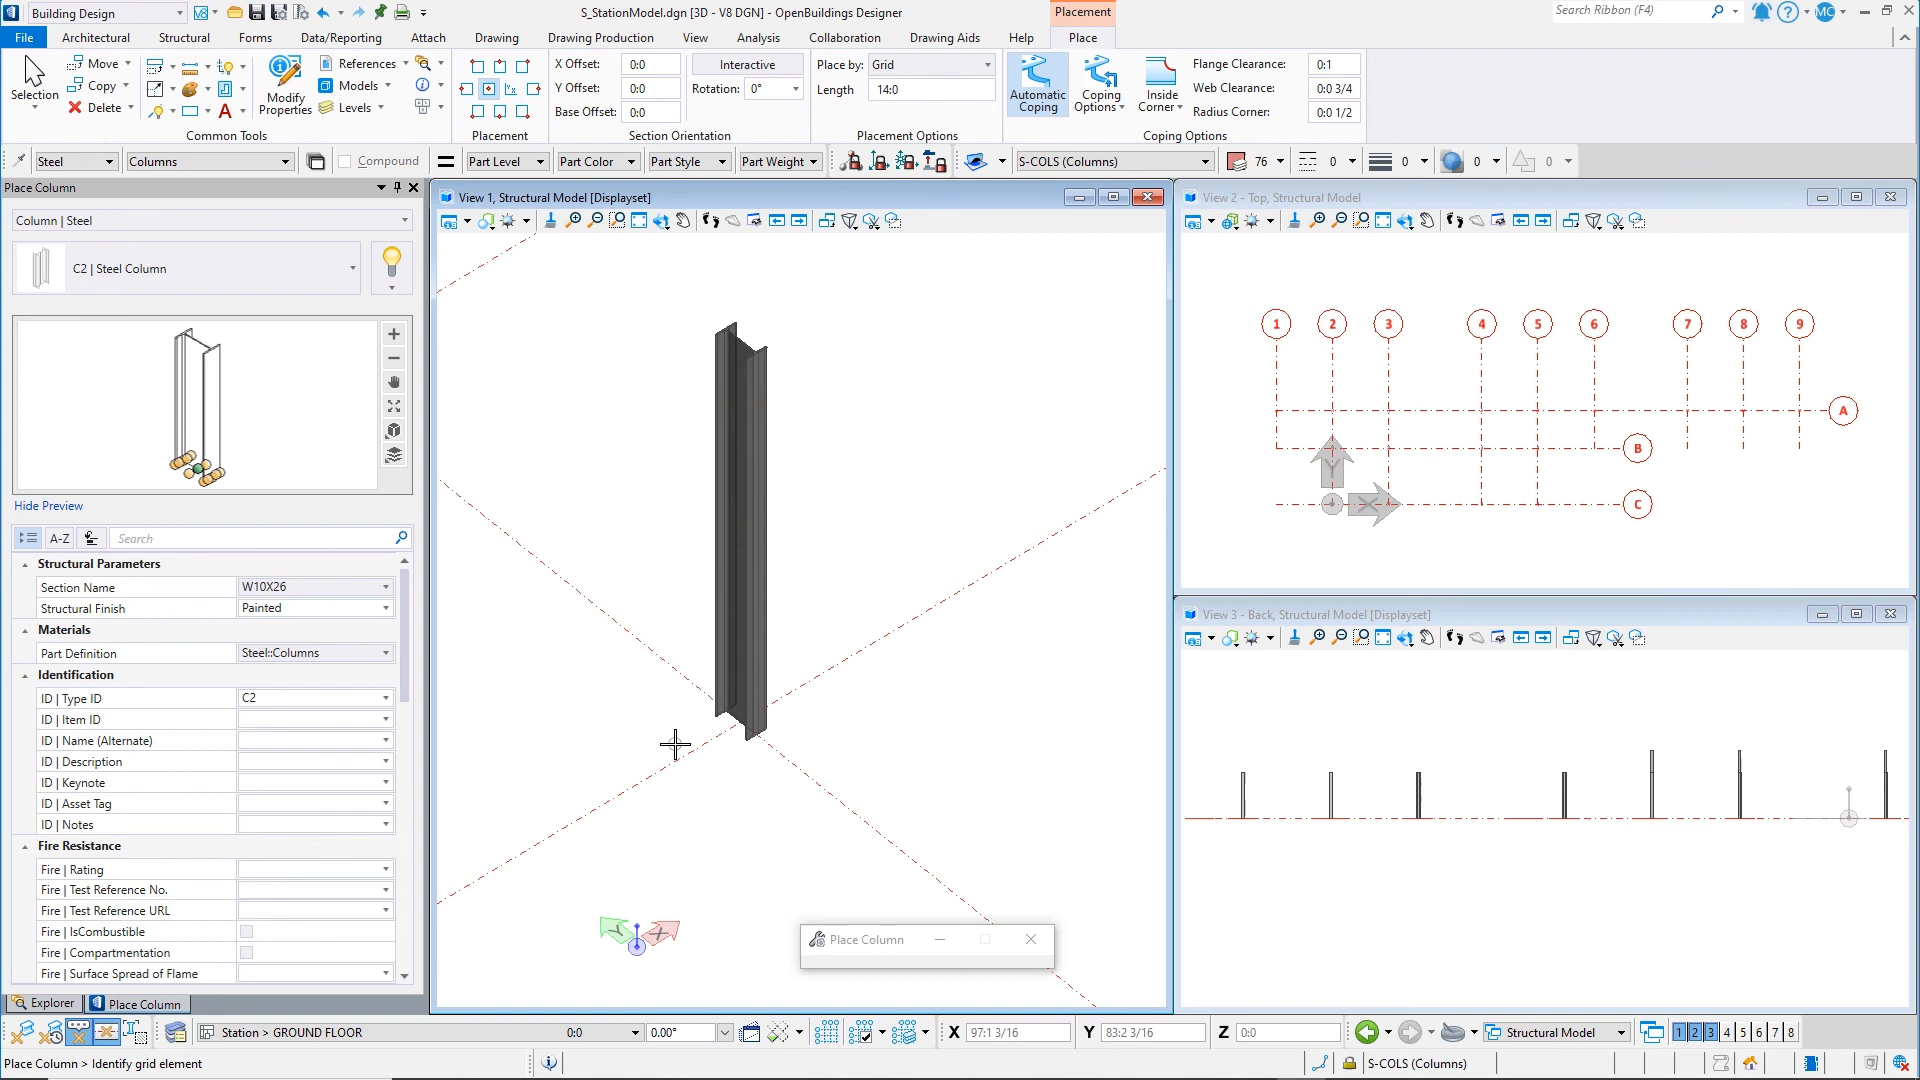 Building Design
S_StationModel.dgn [3D - V8 DGN] - OpenBuildings Designer
Placement
Search Ribbon (F4)
MC
File
Architectural
Structural
Forms
Data/Reporting
Attach
Drawing
Drawing Production
View
Analysis
Collaboration
Drawing Aids
Help
Place
Selection
Move
Copy
Delete
Modify Properties
References
Models
Levels
Common Tools
Placement
X Offset: 0:0
Y Offset: 0:0
Base Offset: 0:0
Interactive
Rotation: 0°
Section Orientation
Place by: Grid
Length 14:0
Placement Options
Automatic Coping
Coping Options
Inside Corner
Flange Clearance: 0:1
Web Clearance: 0:0 3/4
Radius Corner: 0:0 1/2
Coping Options
Steel
Columns
Compound
Part Level
Part Color
Part Style
Part Weight
S-COLS (Columns)
76
0
0
0
0
Place Column
Column | Steel
C2 | Steel Column
Hide Preview
A-Z
Search
Structural Parameters
Section Name W10X26
Structural Finish Painted
Materials
Part Definition Steel::Columns
Identification
ID | Type ID C2
ID | Item ID
ID | Name (Alternate)
ID | Description
ID | Keynote
ID | Asset Tag
ID | Notes
Fire Resistance
Fire | Rating
Fire | Test Reference No.
Fire | Test Reference URL
Fire | IsCombustible
Fire | Compartmentation
Fire | Surface Spread of Flame
Explorer
Place Column
View 1, Structural Model [Displayset]
Y
X
Place Column
View 2 - Top, Structural Model
1 2 3 4 5 6 7 8 9
A
B
C
Y
X
View 3 - Back, Structural Model [Displayset]
Station > GROUND FLOOR 0:0
0.00°
X 97:1 3/16
Y 83:2 3/16
Z 0:0
Structural Model
1 2 3 4 5 6 7 8
Place Column > Identify grid element
S-COLS (Columns)